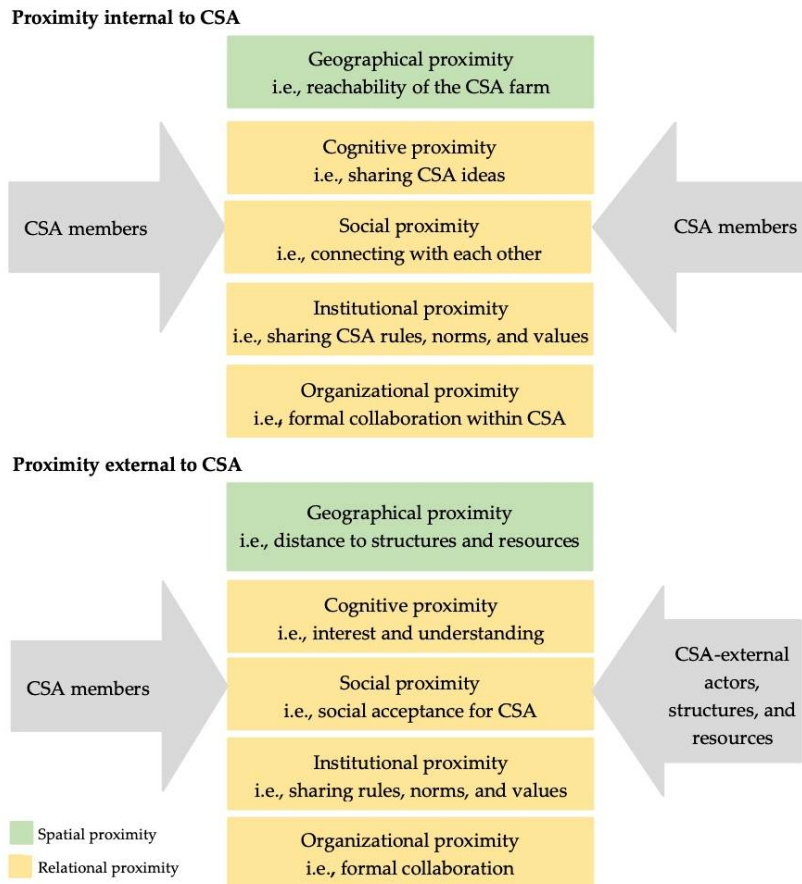 Proximity internal to CSA
Geographical proximity
i.e., reachability of the CSA farm
Cognitive proximity
i.e., sharing CSA ideas
CSA members
Social proximity
i.e., connecting with each other
CSA members
Institutional proximity
i.e., sharing CSA rules, norms, and values
Organizational proximity
i.e., formal collaboration within CSA
Proximity external to CSA
Geographical proximity
i.e., distance to structures and resources
Cognitive proximity
i.e., interest and understanding
CSA members
Social proximity
i.e., social acceptance for CSA
CSA-external
actors,
structures, and
resources
Institutional proximity
i.e., sharing rules, norms, and values
Organizational proximity
i.e., formal collaboration
Spatial proximity
Relational proximity